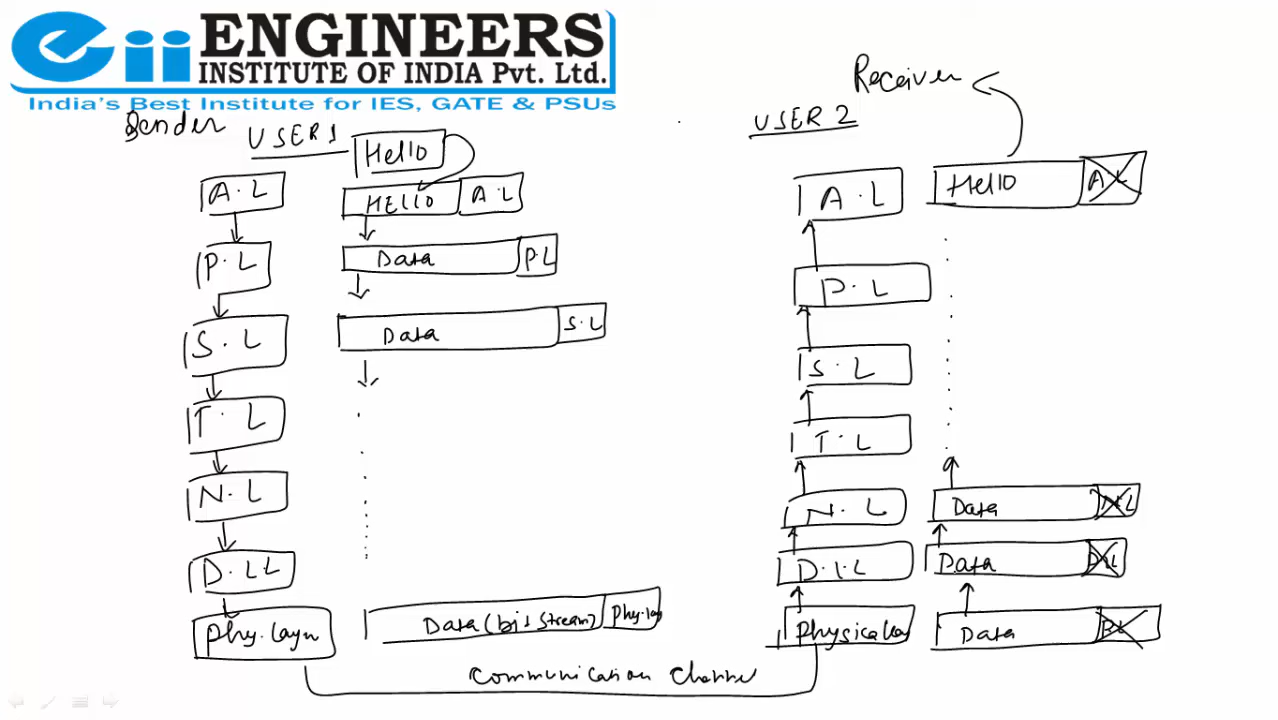 eii ENGINEERS
INSTITUTE OF INDIA Pvt. Ltd.
India's Best Institute for IES, GATE & PSUs
Sender
USER 1
Hello
A.L
HELLO A.L
P.L
Data P.L
S.L
Data S.L
T.L
N.L
D.LL
Phy.layer
Data (bit stream) Phy.lay
Communication Channel
Receiver
USER 2
A.L
Hello A.L
P.L
S.L
T.L
N.L
Data N.L
D.L.L
Data DLL
Physical
Data